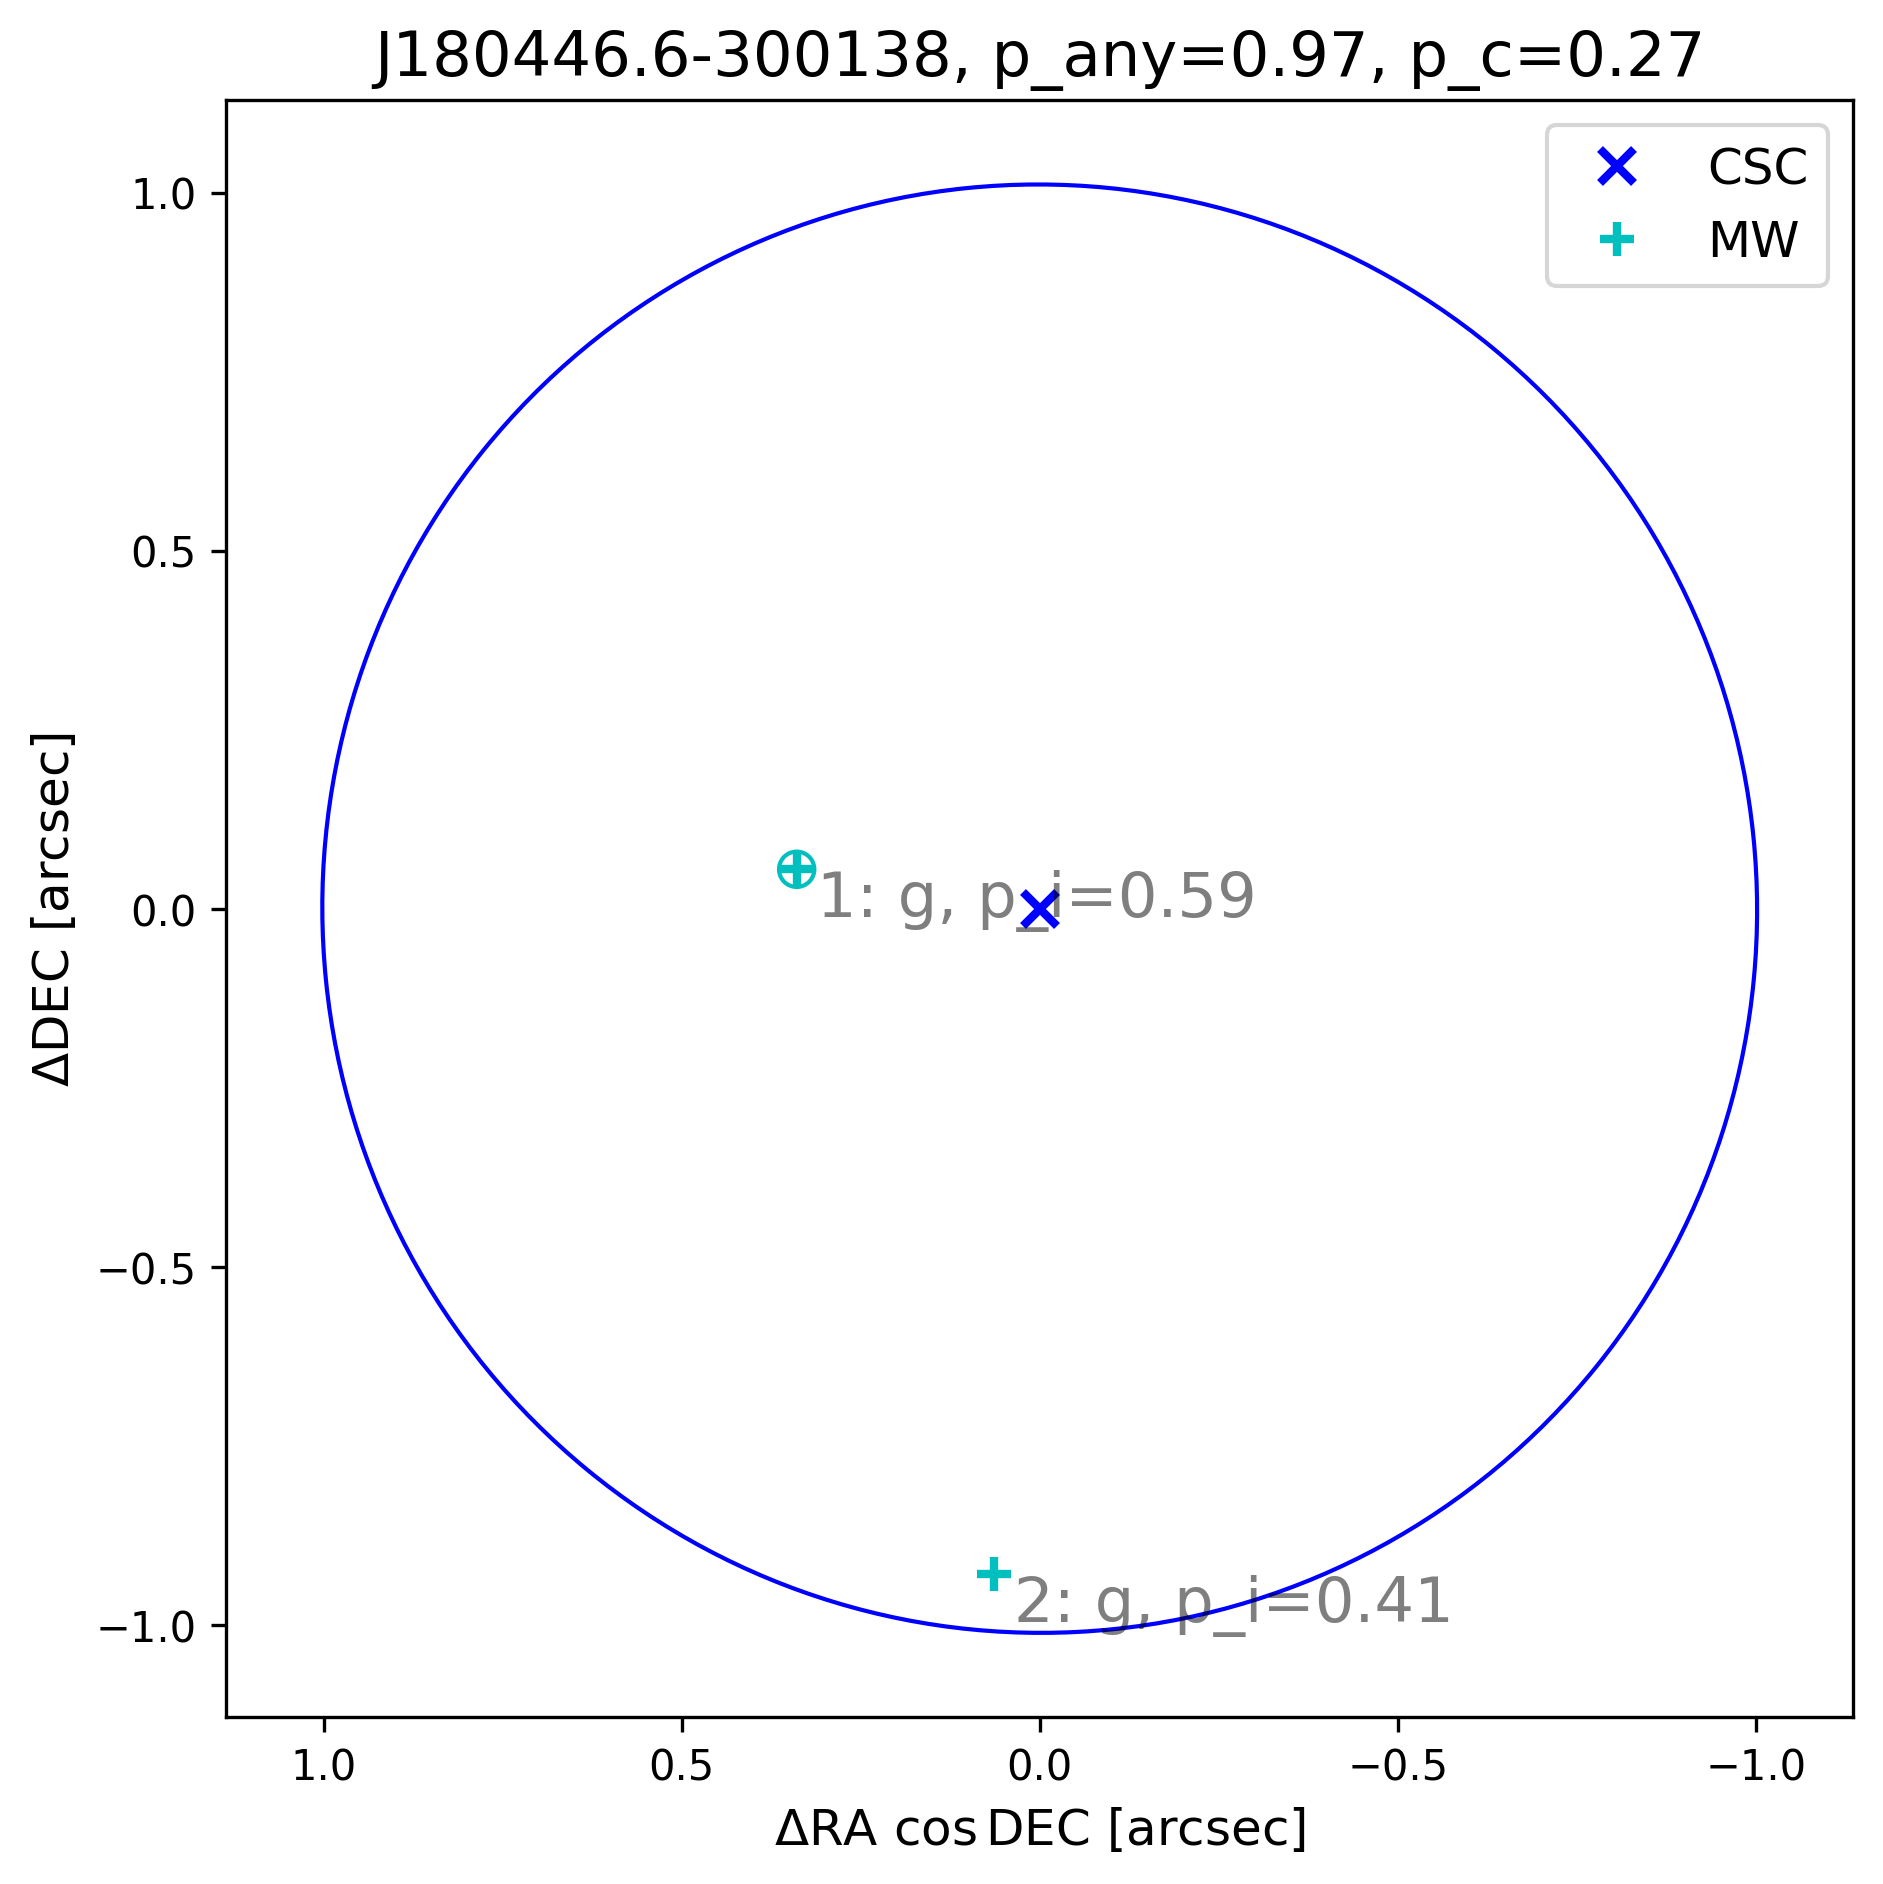 J180446.6-300138, p_any=0.97, p_c=0.27
CSC
MW
1.0
0.5
0.0
−0.5
−1.0
ΔDEC [arcsec]
1: g, p_i=0.59
2: g, p_i=0.41
1.0
0.5
0.0
−0.5
−1.0
ΔRA cos DEC [arcsec]